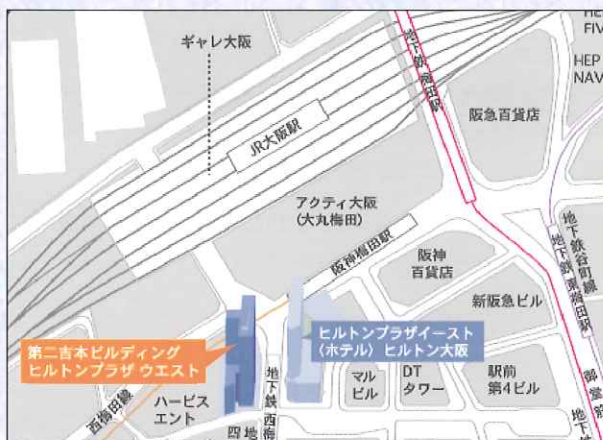 ギャレ大阪
HEP
FIV
HEP
NAV
地下鉄 梅田駅
阪急百貨店
JR大阪駅
アクティ大阪
(大丸梅田)
阪神梅田駅
阪神
百貨店
地下鉄谷町線
地下鉄 東梅田駅
新阪急ビル
ヒルトンプラザイースト
(ホテル) ヒルトン大阪
第二吉本ビルディング
ヒルトンプラザ ウエスト
マル
ビル
DT
タワー
駅前
第4ビル
御堂筋
西梅田線
ハービス
エント
地下鉄 西梅
四
地
地下